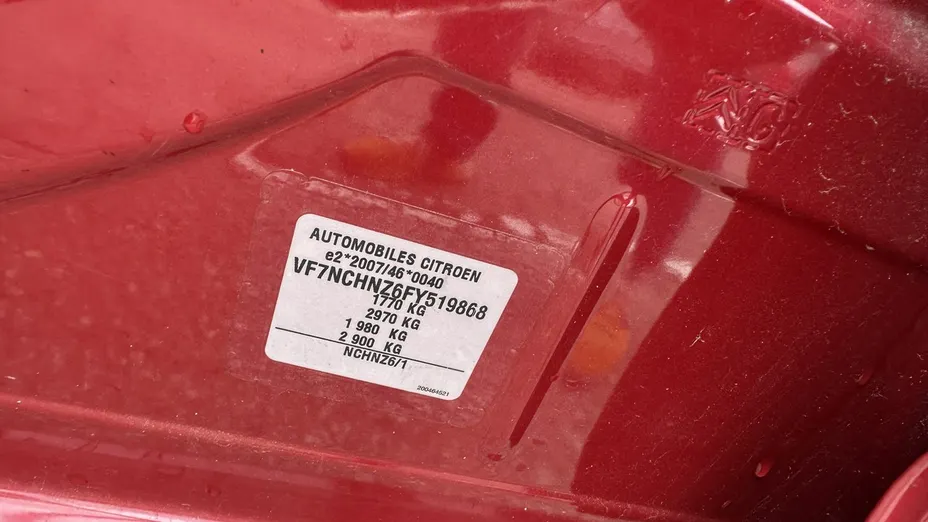 AUTOMOBILES CITROEN
e2*2007/46*0040
VF7NCHNZ6FY519868
1770 KG
2970 KG
1 980 KG
2 900 KG
NCHNZ6/1
200464521